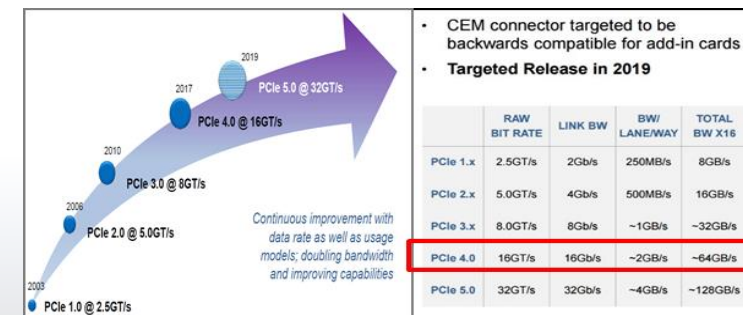 2019
PCIe 5.0 @ 32GT/s
2017
PCIe 4.0 @ 16GT/s
2010
PCIe 3.0 @ 8GT/s
2006
PCIe 2.0 @ 5.0GT/s
2003
PCIe 1.0 @ 2.5GT/s
Continuous improvement with
data rate as well as usage
models; doubling bandwidth
and improving capabilities
• CEM connector targeted to be
backwards compatible for add-in cards
• Targeted Release in 2019
RAW BIT RATE LINK BW BW/ LANE/WAY TOTAL BW X16
PCIe 1.x 2.5GT/s 2Gb/s 250MB/s 8GB/s
PCIe 2.x 5.0GT/s 4Gb/s 500MB/s 16GB/s
PCIe 3.x 8.0GT/s 8Gb/s ~1GB/s ~32GB/s
PCIe 4.0 16GT/s 16Gb/s ~2GB/s ~64GB/s
PCIe 5.0 32GT/s 32Gb/s ~4GB/s ~128GB/s